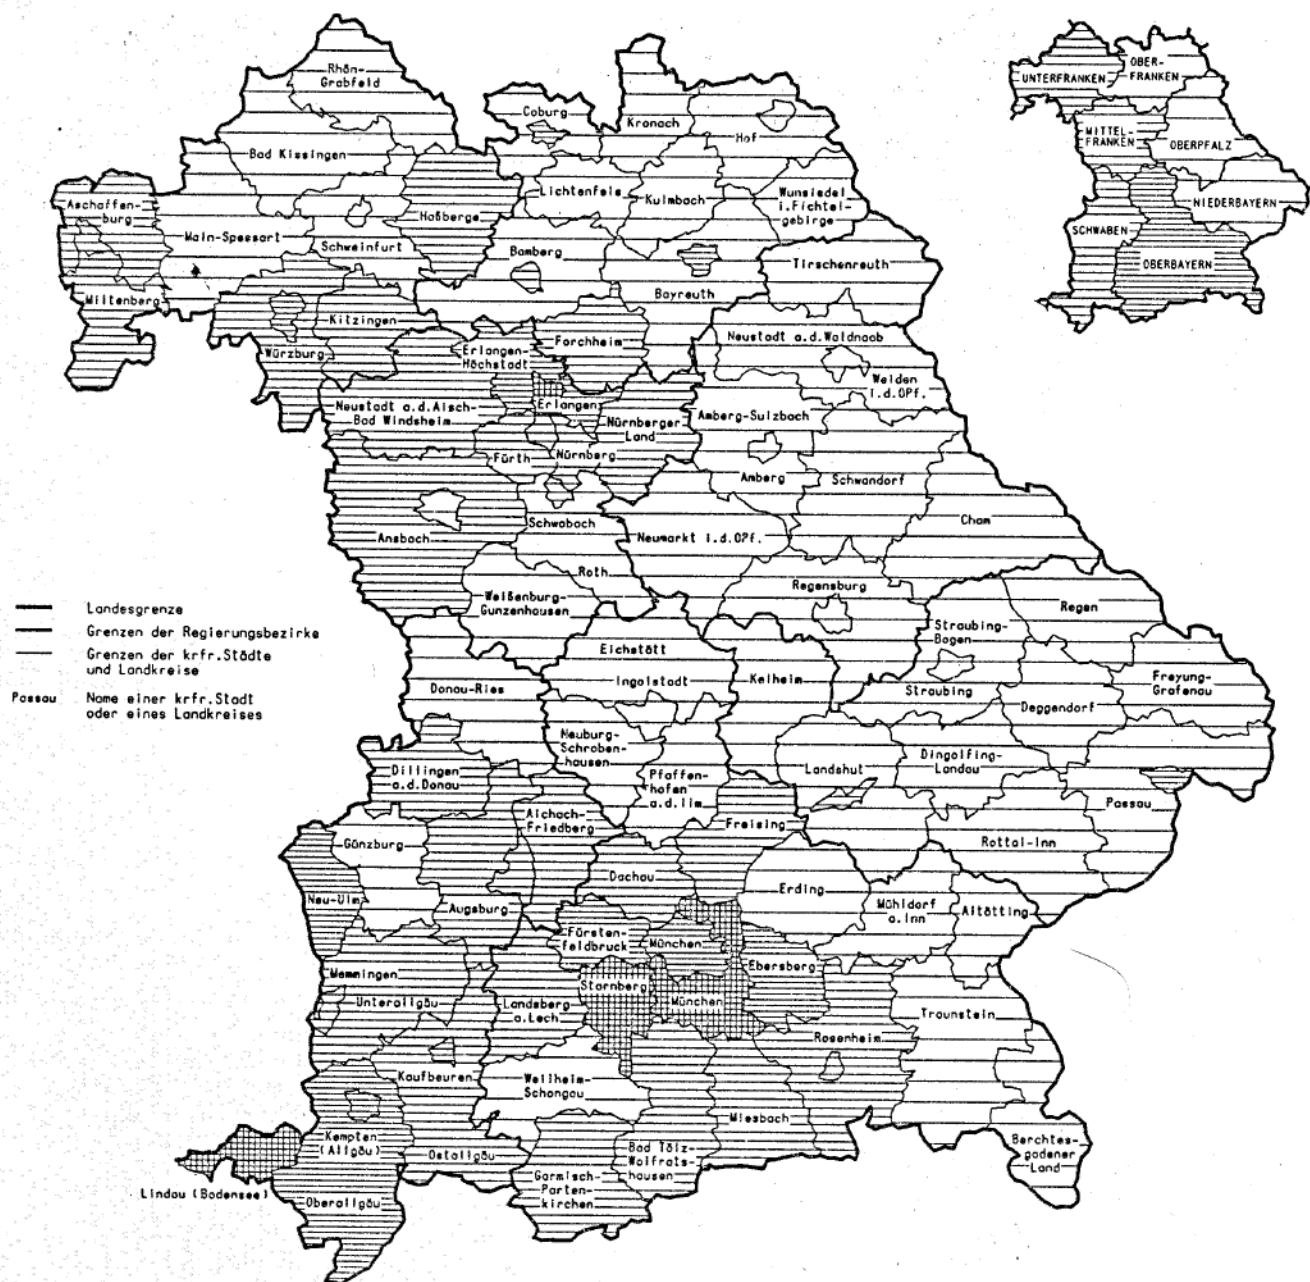 Rhön-
Grabfeld
Coburg
Kronach
Hof
Bad Kissingen
Lichtenfels
Kulmbach
Wunsiedel
i.Fichtel-
gebirge
Aschaffen-
burg
Haßberge
Main-Spessart
Schweinfurt
Bamberg
Tirschenreuth
Miltenberg
Bayreuth
Kitzingen
Würzburg
Erlangen-
Höchstadt
Forchheim
Neustadt a.d.Waldnaab
Weiden
i.d.OPf.
Neustadt a.d.Aisch-
Bad Windsheim
Erlangen
Nürnberger
Land
Amberg-Sulzbach
Fürth
Nürnberg
Amberg
Schwandorf
Cham
Ansbach
Schwabach
Neumarkt i.d.OPf.
Roth
Regensburg
Weißenburg-
Gunzenhausen
Regen
Straubing-
Bogen
Eichstätt
Ingolstadt
Kelheim
Straubing
Freyung-
Grafenau
Donau-Ries
Deggendorf
Neuburg-
Schroben-
hausen
Dingolfing-
Landau
Landshut
Dillingen
a.d.Donau
Pfaffen-
hofen
a.d.Ilm
Passau
Aichach-
Friedberg
Freising
Günzburg
Rottal-Inn
Dachau
Erding
Neu-Ulm
Augsburg
Mühldorf
a.Inn
Altötting
Fürsten-
feldbruck
München
Ebersberg
Memmingen
Unterallgäu
Starnberg
München
Landsberg
a.Lech
Traunstein
Rosenheim
Kaufbeuren
Weilheim-
Schongau
Miesbach
Kempten
(Allgäu)
Ostallgäu
Bad Tölz-
Wolfrats-
hausen
Berchtes-
gadener
Land
Garmisch-
Parten-
kirchen
Lindau (Bodensee)
Oberallgäu
UNTERFRANKEN
OBER-
FRANKEN
MITTEL-
FRANKEN
OBERPFALZ
NIEDERBAYERN
SCHWABEN
OBERBAYERN
Landesgrenze
Grenzen der Regierungsbezirke
Grenzen der krfr.Städte
und Landkreise
Passau Name einer krfr.Stadt
oder eines Landkreises